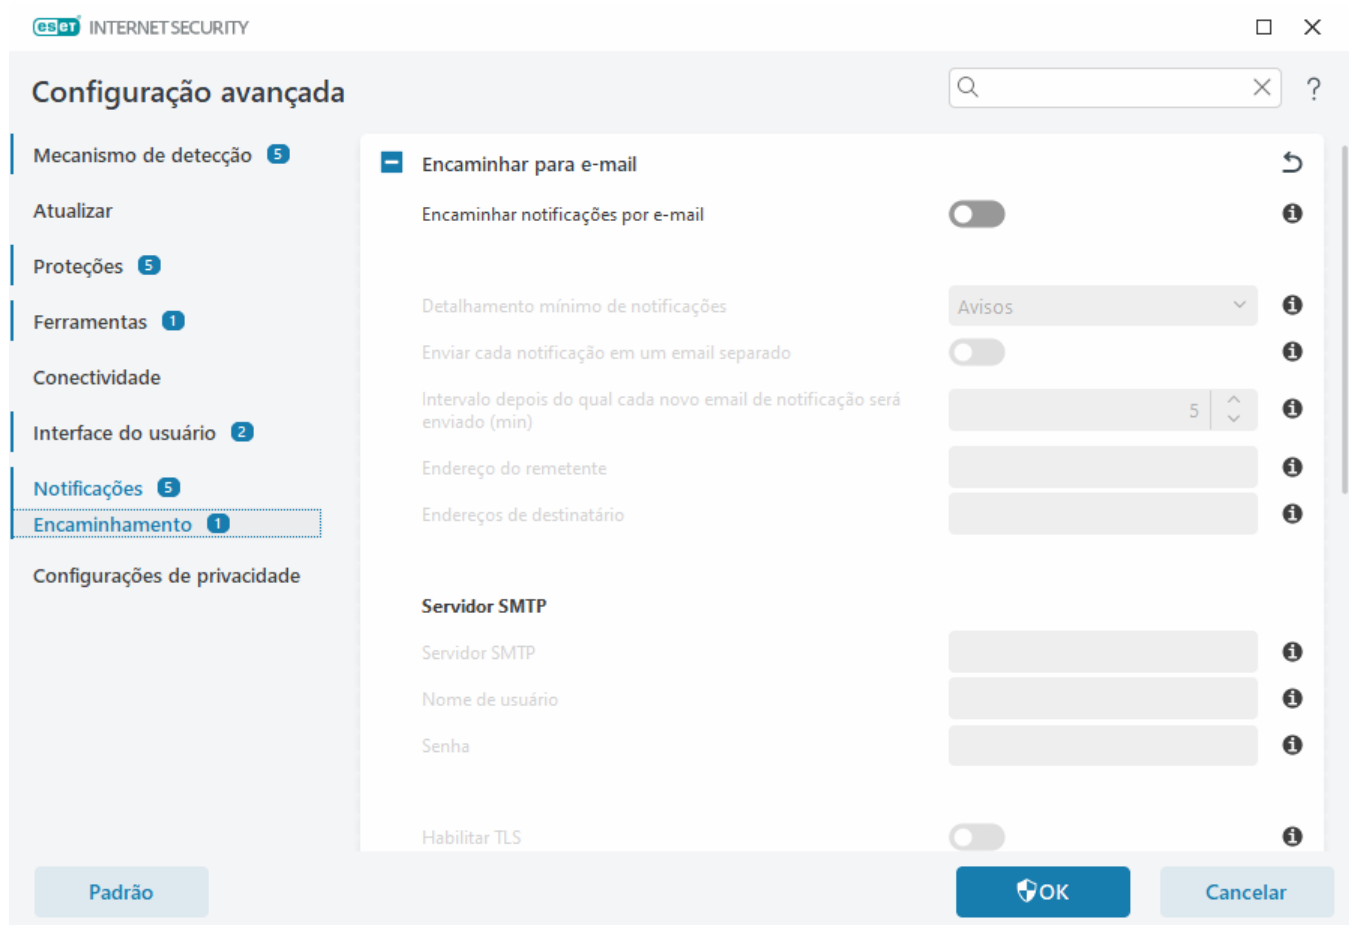 eset INTERNET SECURITY
Configuração avançada
?
Mecanismo de detecção 5
Atualizar
Proteções 5
Ferramentas 1
Conectividade
Interface do usuário 2
Notificações 5
Encaminhamento 1
Configurações de privacidade
Encaminhar para e-mail
Encaminhar notificações por e-mail
Detalhamento mínimo de notificações
Avisos
Enviar cada notificação em um email separado
Intervalo depois do qual cada novo email de notificação será
enviado (min)
5
Endereço do remetente
Endereços de destinatário
Servidor SMTP
Servidor SMTP
Nome de usuário
Senha
Habilitar TLS
Padrão
OK
Cancelar